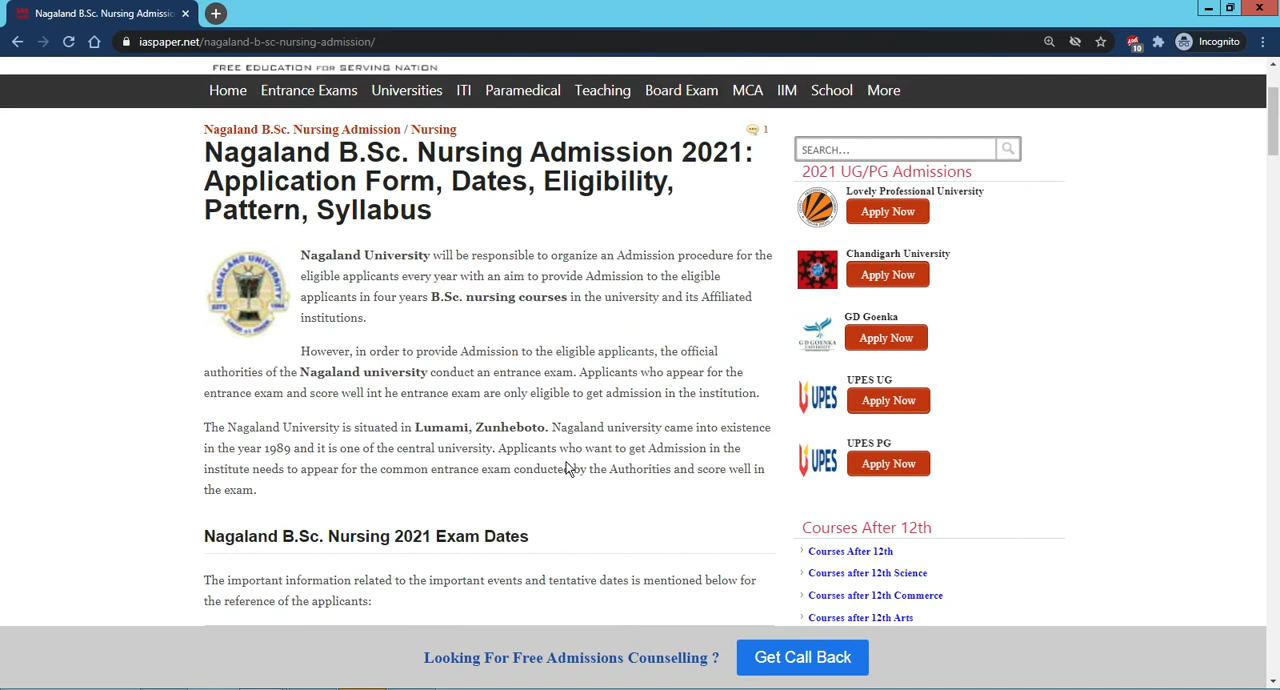 Nagaland B.Sc. Nursing Admissio
iaspaper.net/nagaland-b-sc-nursing-admission/
10
Incognito
FREE EDUCATION FOR SERVING NATION
Home Entrance Exams Universities ITI Paramedical Teaching Board Exam MCA IIM School More
Nagaland B.Sc. Nursing Admission / Nursing
1
Nagaland B.Sc. Nursing Admission 2021:
Application Form, Dates, Eligibility,
Pattern, Syllabus
NAGALAND UNIVERSITY
Nagaland University will be responsible to organize an Admission procedure for the
eligible applicants every year with an aim to provide Admission to the eligible
applicants in four years B.Sc. nursing courses in the university and its Affiliated
institutions.
However, in order to provide Admission to the eligible applicants, the official
authorities of the Nagaland university conduct an entrance exam. Applicants who appear for the
entrance exam and score well int he entrance exam are only eligible to get admission in the institution.
The Nagaland University is situated in Lumami, Zunheboto. Nagaland university came into existence
in the year 1989 and it is one of the central university. Applicants who want to get Admission in the
institute needs to appear for the common entrance exam conducted by the Authorities and score well in
the exam.
Nagaland B.Sc. Nursing 2021 Exam Dates
The important information related to the important events and tentative dates is mentioned below for
the reference of the applicants:
SEARCH...
2021 UG/PG Admissions
Lovely Professional University
Apply Now
Chandigarh University
Apply Now
GD Goenka
G D GOENKA
UNIVERSITY
Apply Now
UPES UG
UPES
Apply Now
UPES PG
UPES
Apply Now
Courses After 12th
Courses After 12th
Courses after 12th Science
Courses after 12th Commerce
Courses after 12th Arts
Looking For Free Admissions Counselling ?
Get Call Back